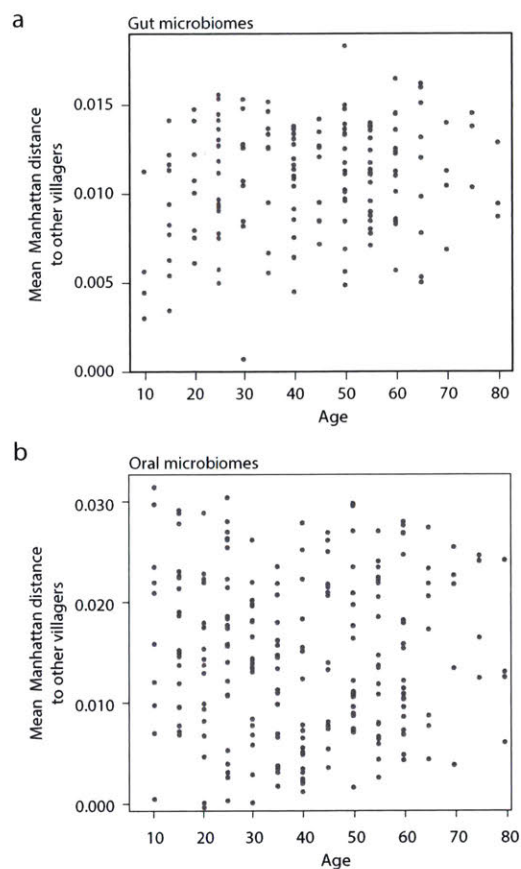 a
Gut microbiomes
Mean Manhattan distance
to other villagers
0.015
0.010
0.005
0.000
10 20 30 40 50 60 70 80
Age
b
Oral microbiomes
Mean Manhattan distance
to other villagers
0.030
0.020
0.010
0.000
10 20 30 40 50 60 70 80
Age